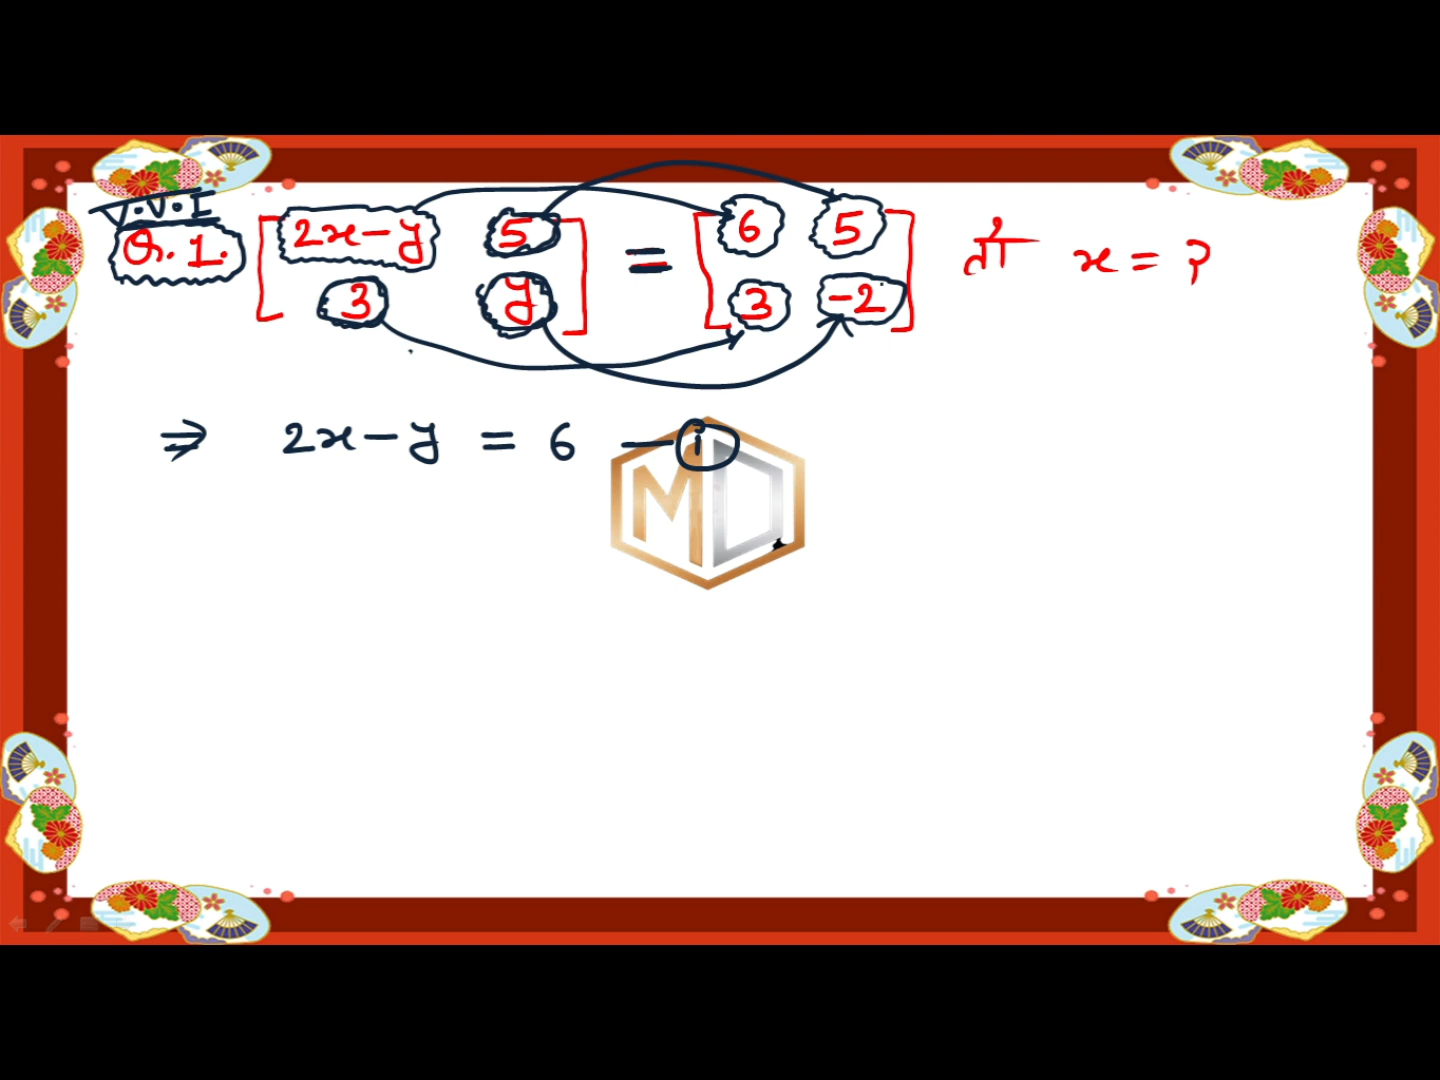 V.V.I
Q. 1. [2x-y 5] = [6 5] तो x = ?
[3 y] [3 -2]
⇒ 2x-y = 6 — i
MD